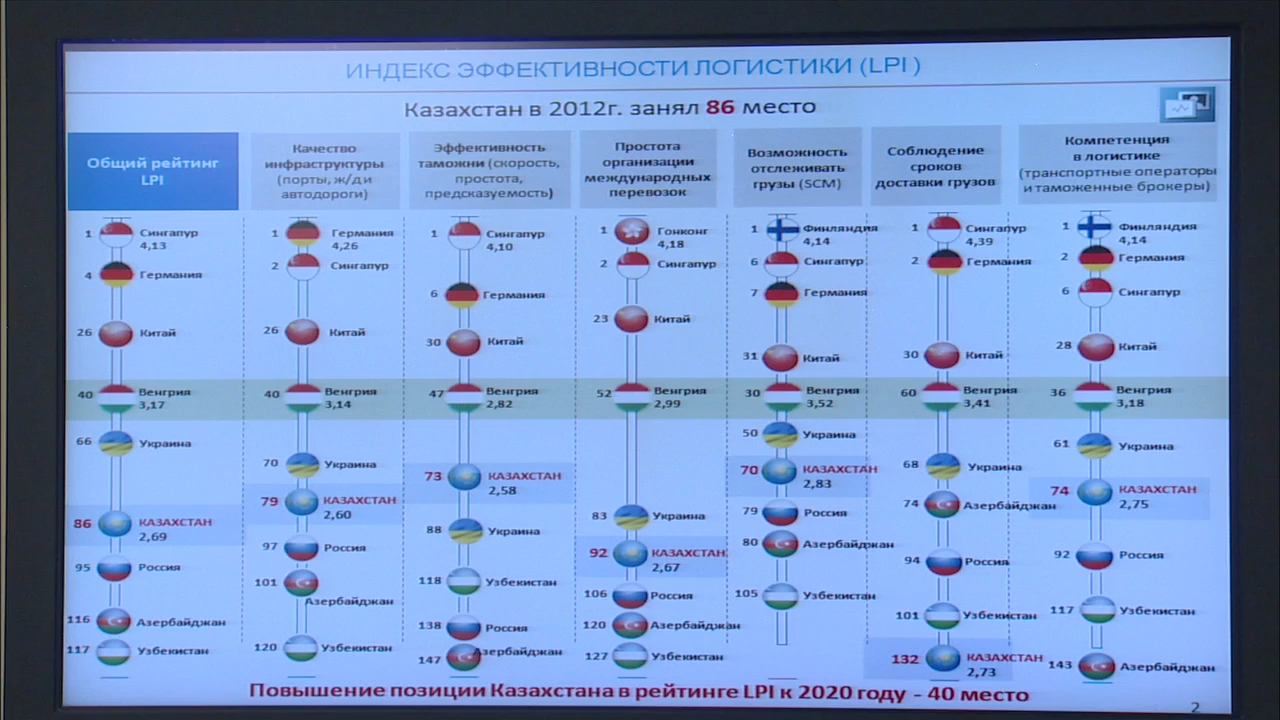 ИНДЕКС ЭФФЕКТИВНОСТИ ЛОГИСТИКИ (LPI )
Казахстан в 2012г. занял 86 место
Общий рейтинг
LPI
1 Сингапур
4,13
4 Германия
26 Китай
40 Венгрия
3,17
66 Украина
86 КАЗАХСТАН
2,69
95 Россия
116 Азербайджан
117 Узбекистан
Качество
инфраструктуры
(порты, ж/д и
автодороги)
1 Германия
4,26
2 Сингапур
26 Китай
40 Венгрия
3,14
70 Украина
79 КАЗАХСТАН
2,60
97 Россия
101
Азербайджан
120 Узбекистан
Эффективность
таможни (скорость,
простота,
предсказуемость)
1 Сингапур
4,10
6 Германия
30 Китай
47 Венгрия
2,82
73 КАЗАХСТАН
2,58
88 Украина
118 Узбекистан
138 Россия
147 Азербайджан
Простота
организации
международных
перевозок
1 Гонконг
4,18
2 Сингапур
23 Китай
52 Венгрия
2,99
83 Украина
92 КАЗАХСТАН
2,67
106 Россия
120 Азербайджан
127 Узбекистан
Возможность
отслеживать
грузы (SCM)
1 Финляндия
4,14
6 Сингапур
7 Германия
31 Китай
30 Венгрия
3,52
50 Украина
70 КАЗАХСТАН
2,83
79 Россия
80 Азербайджан
105 Узбекистан
Соблюдение
сроков
доставки грузов
1 Сингапур
4,39
2 Германия
30 Китай
60 Венгрия
3,41
68 Украина
74 Азербайджан
94 Россия
101 Узбекистан
132 КАЗАХСТАН
2,73
Компетенция
в логистике
(транспортные операторы
и таможенные брокеры)
1 Финляндия
4,14
2 Германия
6 Сингапур
28 Китай
36 Венгрия
3,18
61 Украина
74 КАЗАХСТАН
2,75
92 Россия
117 Узбекистан
143 Азербайджан
Повышение позиции Казахстана в рейтинге LPI к 2020 году - 40 место
2